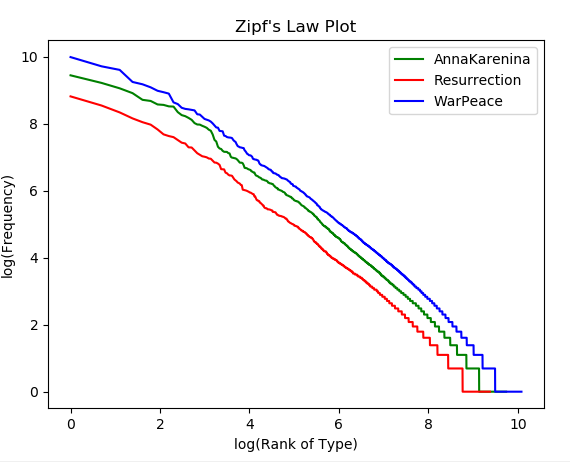 Zipf's Law Plot
AnnaKarenina
Resurrection
WarPeace
log(Frequency)
10
8
6
4
2
0
0 2 4 6 8 10
log(Rank of Type)